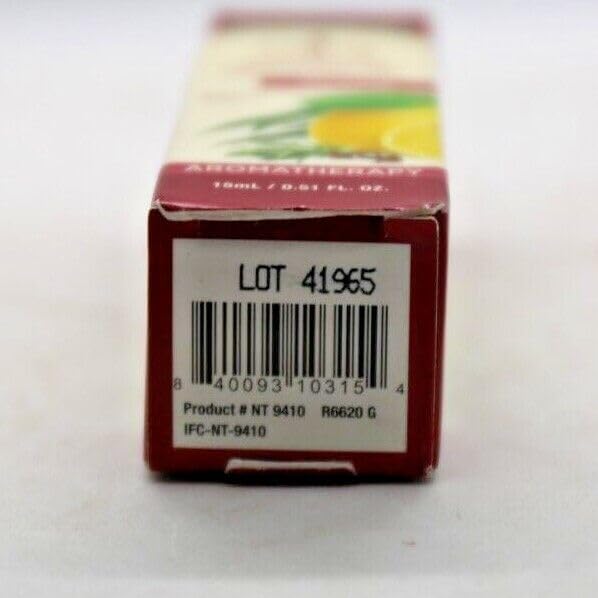 AROMATHERAPY
15mL / 0.51 FL. OZ.
LOT 41965
8 40093 10315 4
Product # NT 9410 R6620 G
IFC-NT-9410